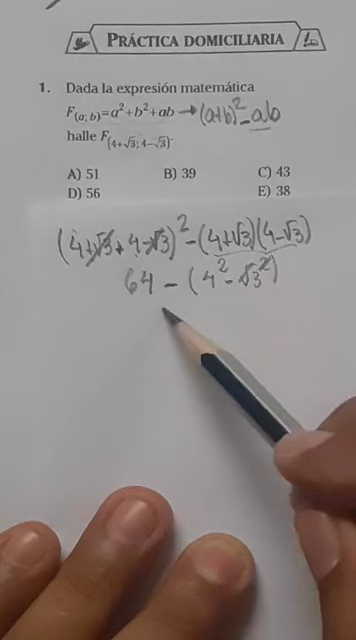 PRÁCTICA DOMICILIARIA
1. Dada la expresión matemática
F(a; b)=a²+b²+ab → (a+b)²-ab
halle F(4+√3; 4-√3).
A) 51 B) 39 C) 43
D) 56 E) 38
(4+√3+4-√3)²-(4+√3)(4-√3)
64-(4²-√3²)